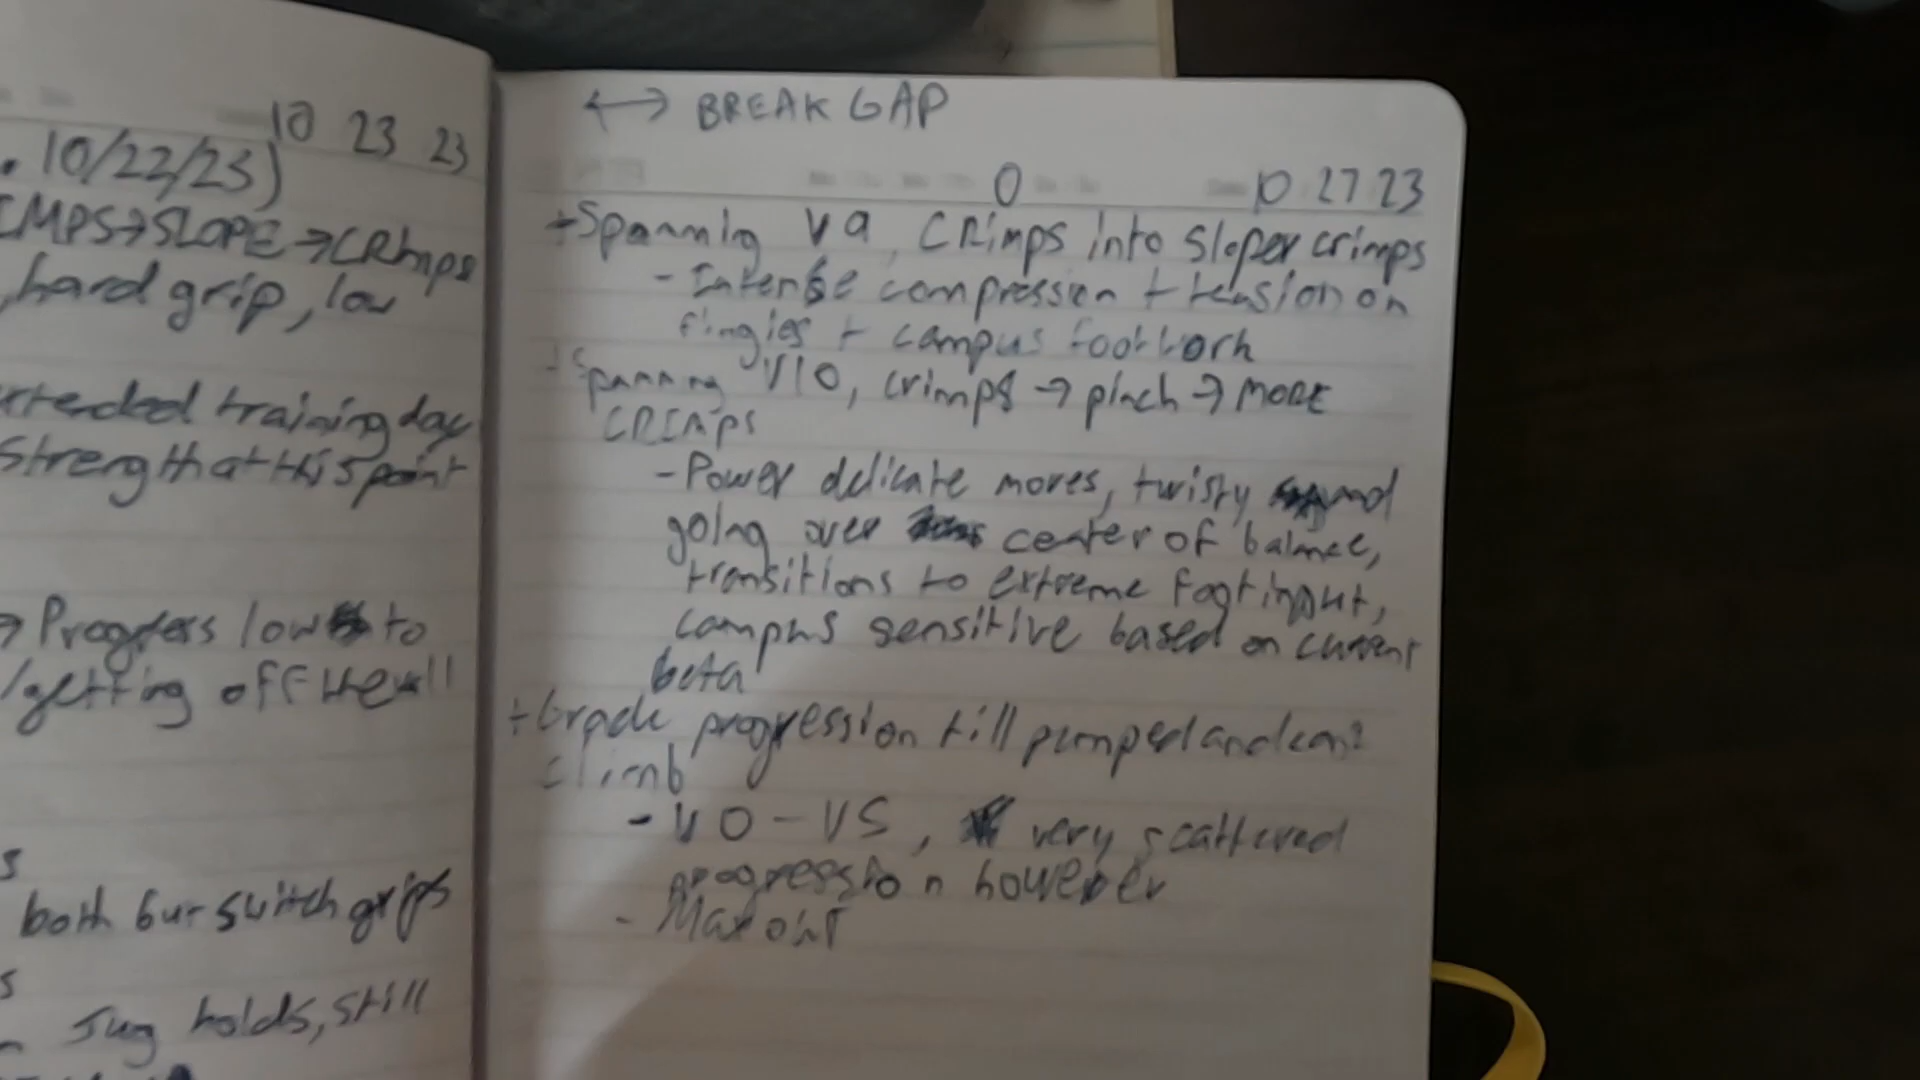 10 23 23
. 10/22/23)
IMPS→SLOPE→CRImps
, hard grip, low
xtended training day
Strength at this point
→ Progress low to
/getting off the wall
s
both but switch grips
s
Jug holds, still
↔ BREAK GAP
0 10 27 23
+Spanning V9, CRimps into Sloper crimps
- Intense compression + tension on
fingies + campus footwork
+ Spanning V10, crimps → pinch → MORE
CRIMPS
- Power delicate moves, twisty and
going over center of balance,
transitions to extreme foot input,
campus sensitive based on current
beta
+Grade progression till pumped and can't
climb
- V0-V5, very scattered
progression however
- Max out